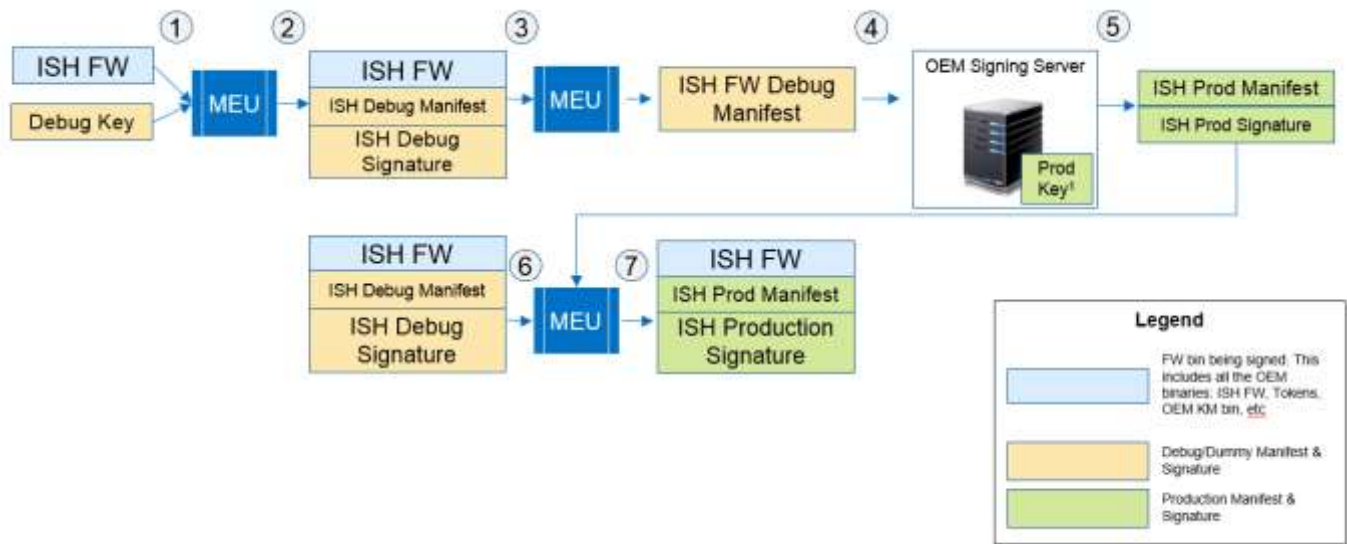 1
2
3
4
5
ISH FW
Debug Key
MEU
ISH FW
ISH Debug Manifest
ISH Debug
Signature
MEU
ISH FW Debug
Manifest
OEM Signing Server
Prod
Key¹
ISH Prod Manifest
ISH Prod Signature
ISH FW
ISH Debug Manifest
ISH Debug
Signature
6
MEU
7
ISH FW
ISH Prod Manifest
ISH Production
Signature
Legend
FW bin being signed. This
includes all the OEM
binaries: ISH FW, Tokens,
OEM KM bin, etc
Debug/Dummy Manifest &
Signature
Production Manifest &
Signature